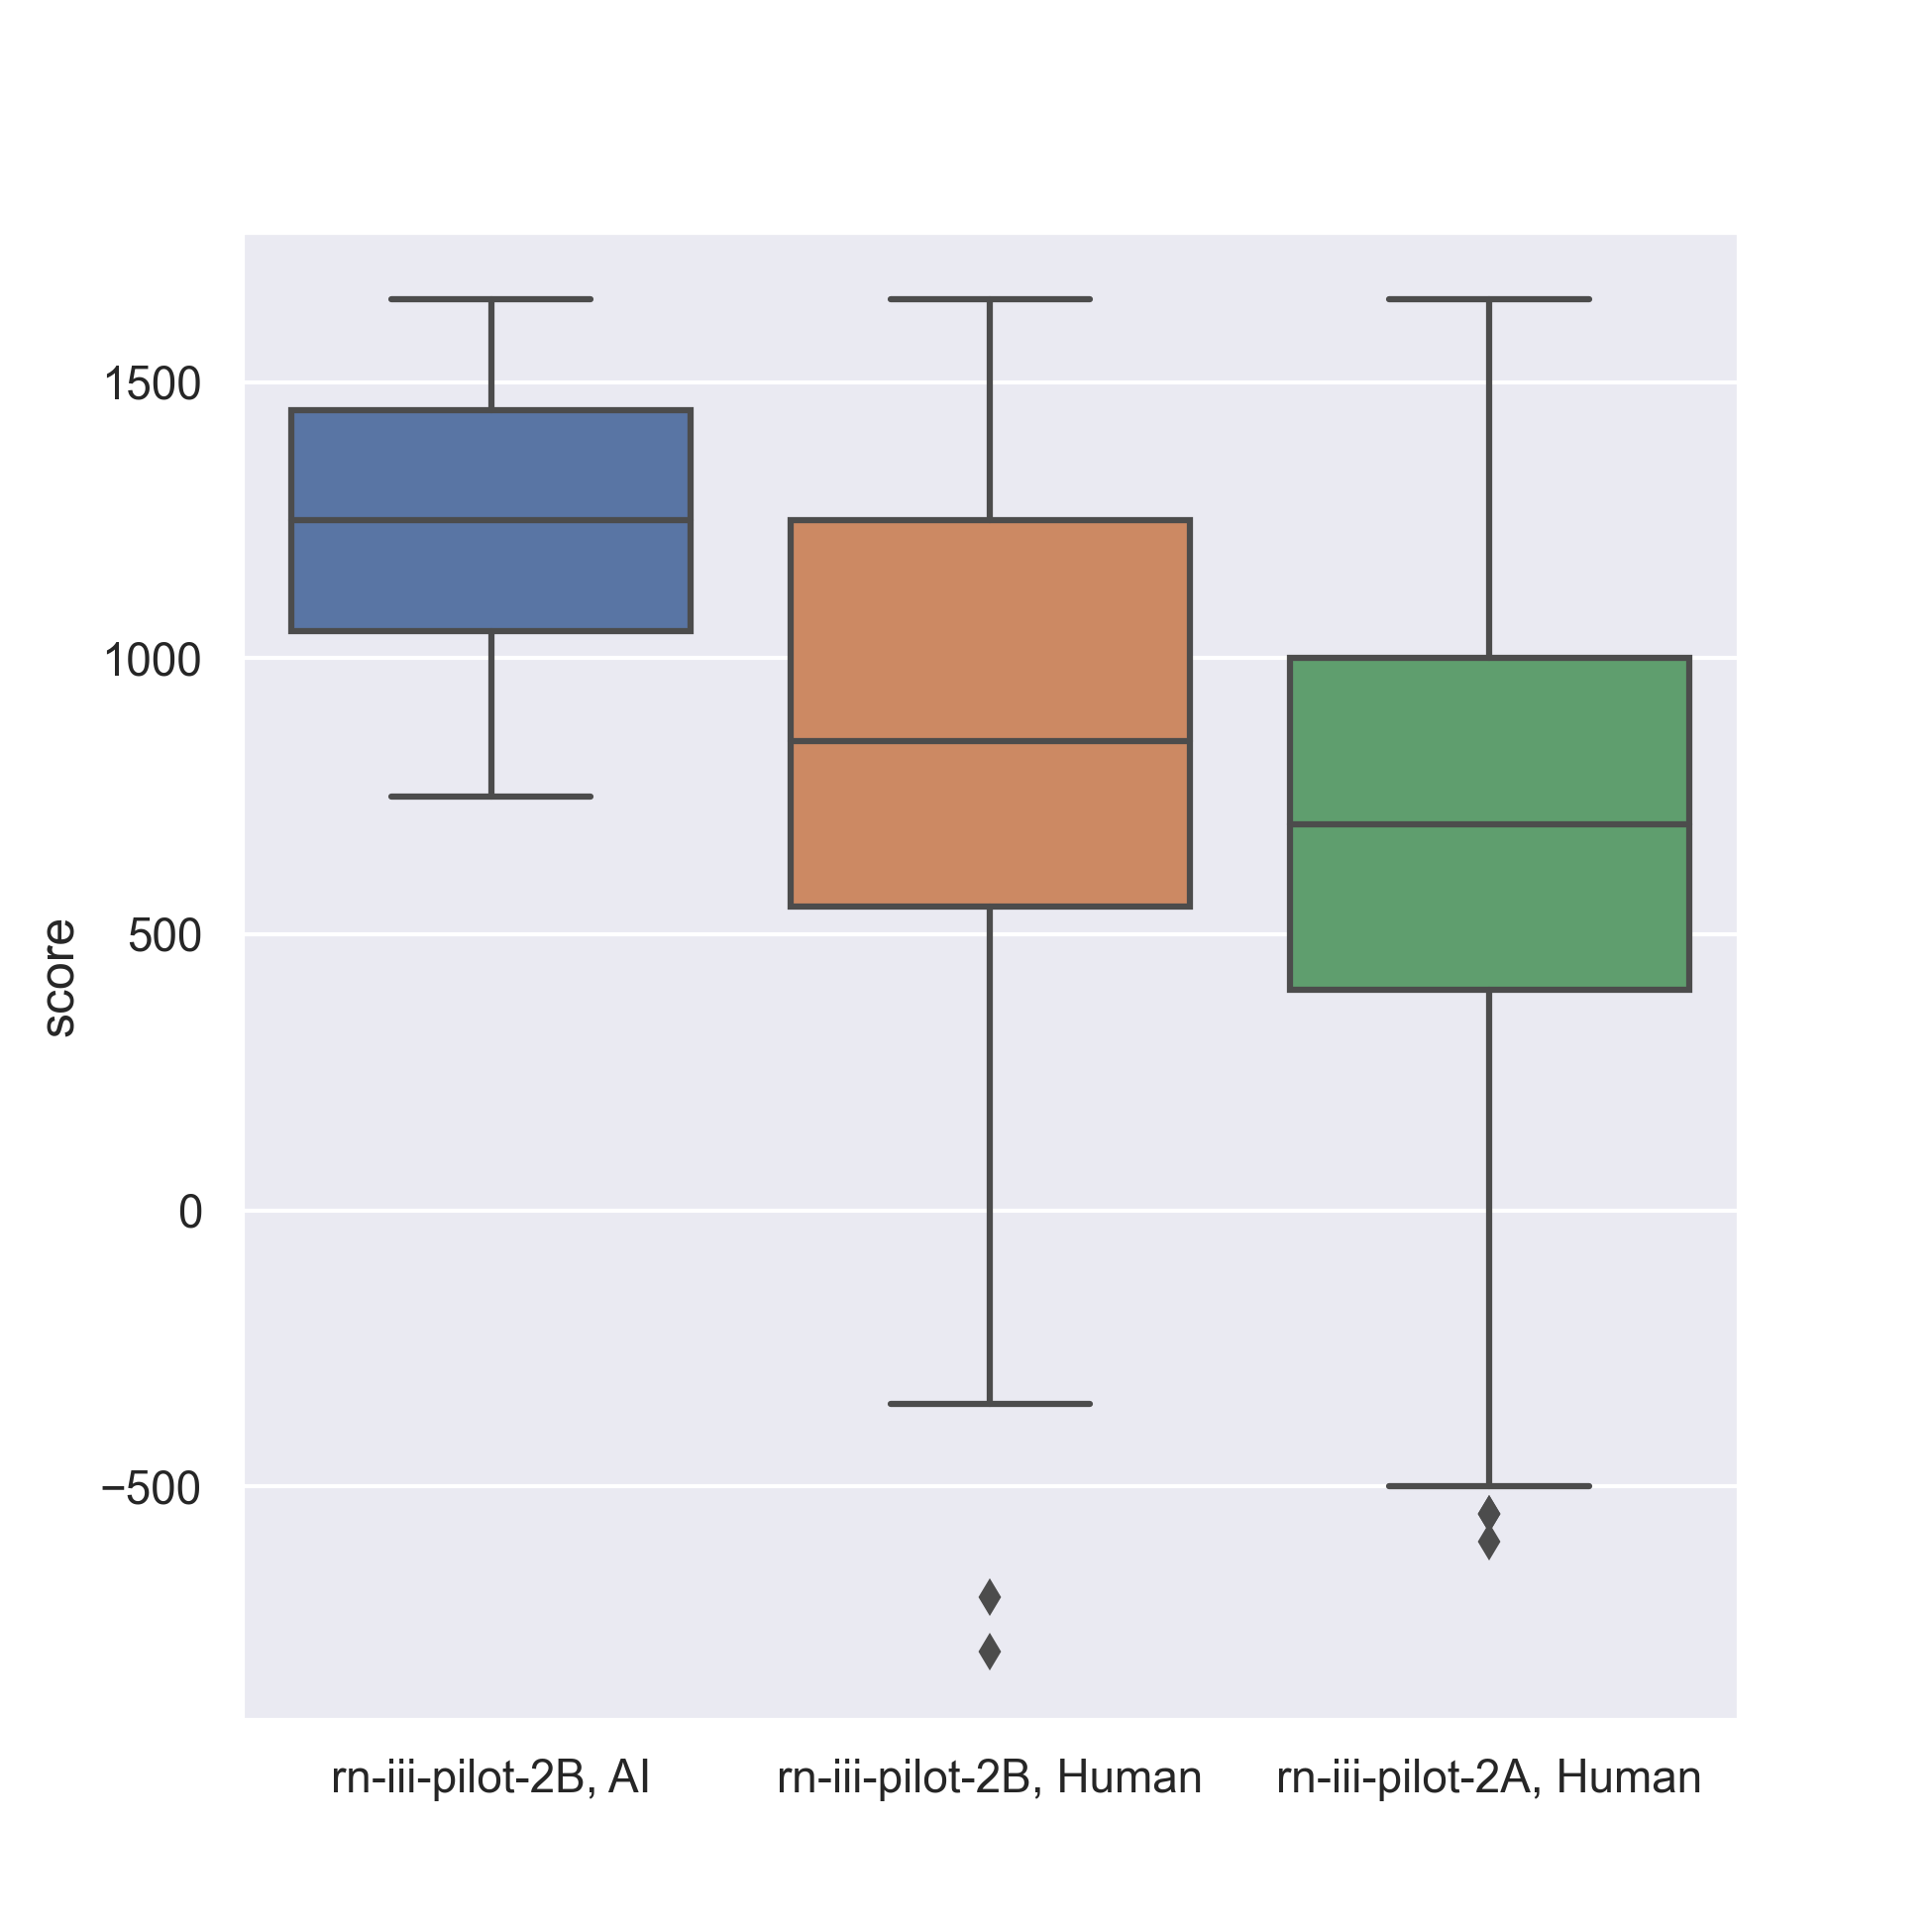 1500
1000
500
0
−500
score
rn-iii-pilot-2B, AI
rn-iii-pilot-2B, Human
rn-iii-pilot-2A, Human